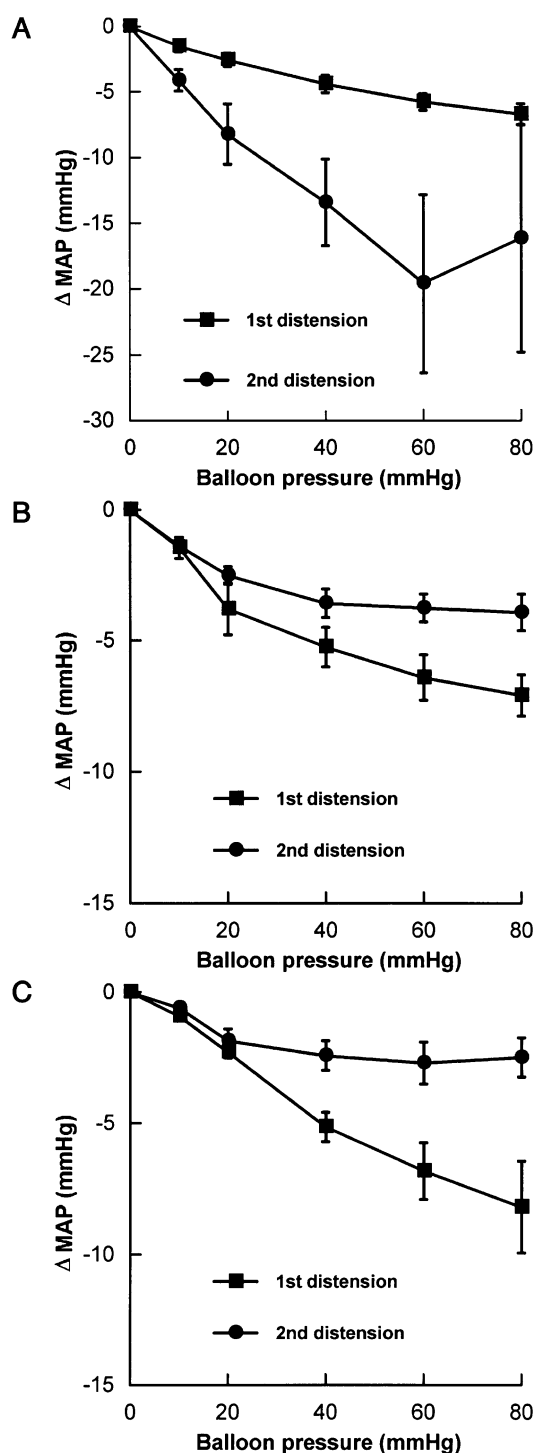 A
0
-5
-10
-15
-20
-25
-30
Δ MAP (mmHg)
1st distension
2nd distension
0 20 40 60 80
Balloon pressure (mmHg)
B
0
-5
-10
-15
Δ MAP (mmHg)
1st distension
2nd distension
0 20 40 60 80
Balloon pressure (mmHg)
C
0
-5
-10
-15
Δ MAP (mmHg)
1st distension
2nd distension
0 20 40 60 80
Balloon pressure (mmHg)